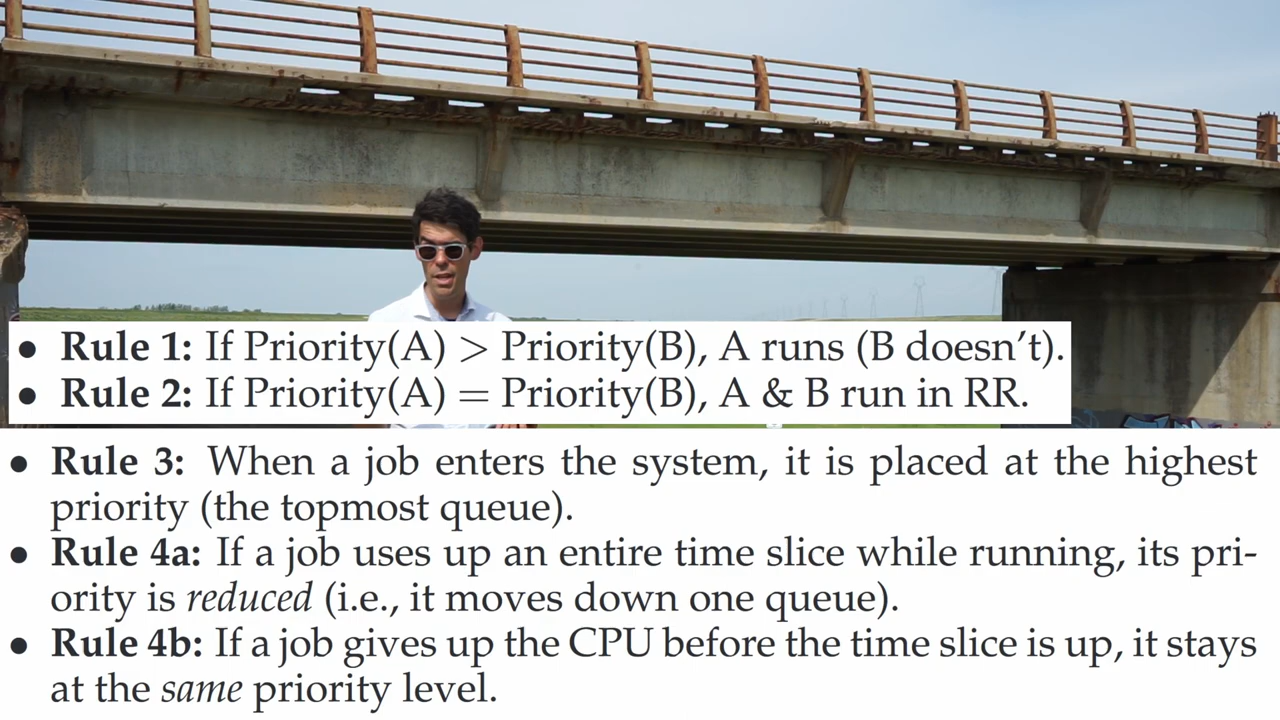 • Rule 1: If Priority(A) > Priority(B), A runs (B doesn't).
• Rule 2: If Priority(A) = Priority(B), A & B run in RR.
• Rule 3: When a job enters the system, it is placed at the highest
priority (the topmost queue).
• Rule 4a: If a job uses up an entire time slice while running, its pri-
ority is reduced (i.e., it moves down one queue).
• Rule 4b: If a job gives up the CPU before the time slice is up, it stays
at the same priority level.